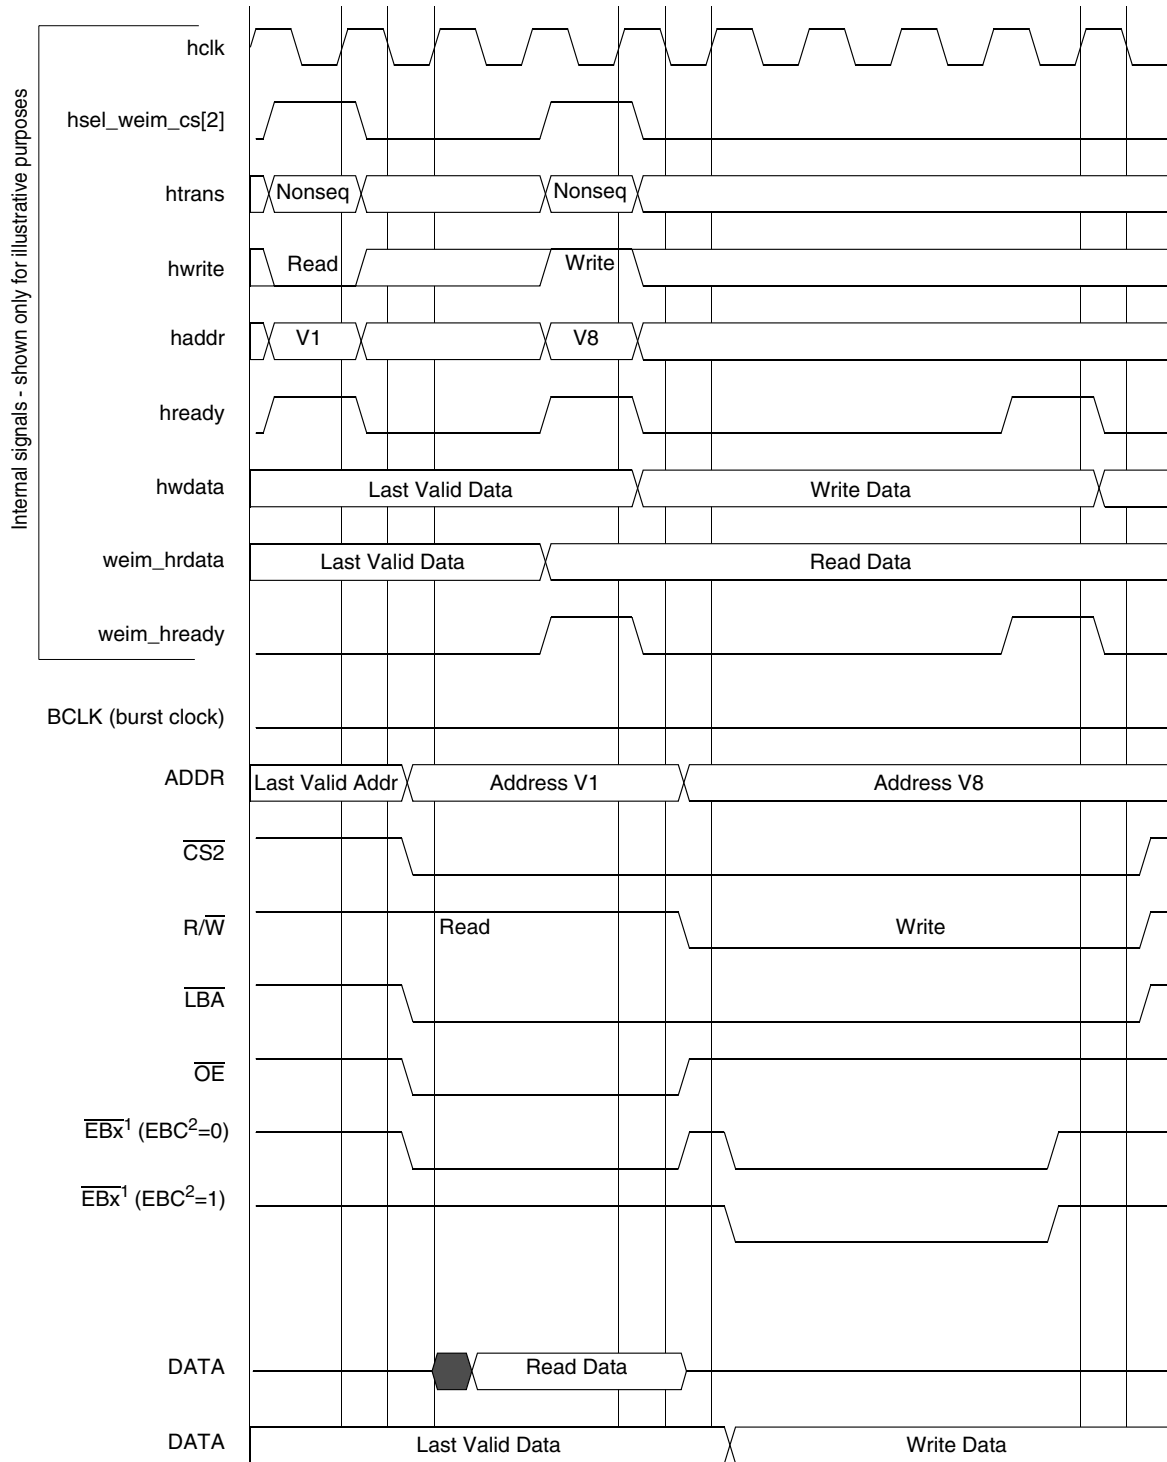 Internal signals - shown only for illustrative purposes
hclk
hsel_weim_cs[2]
htrans Nonseq Nonseq
hwrite Read Write
haddr V1 V8
hready
hwdata Last Valid Data Write Data
weim_hrdata Last Valid Data Read Data
weim_hready
BCLK (burst clock)
ADDR Last Valid Addr Address V1 Address V8
CS2
R/W Read Write
LBA
OE
EBx¹ (EBC²=0)
EBx¹ (EBC²=1)
DATA Read Data
DATA Last Valid Data Write Data